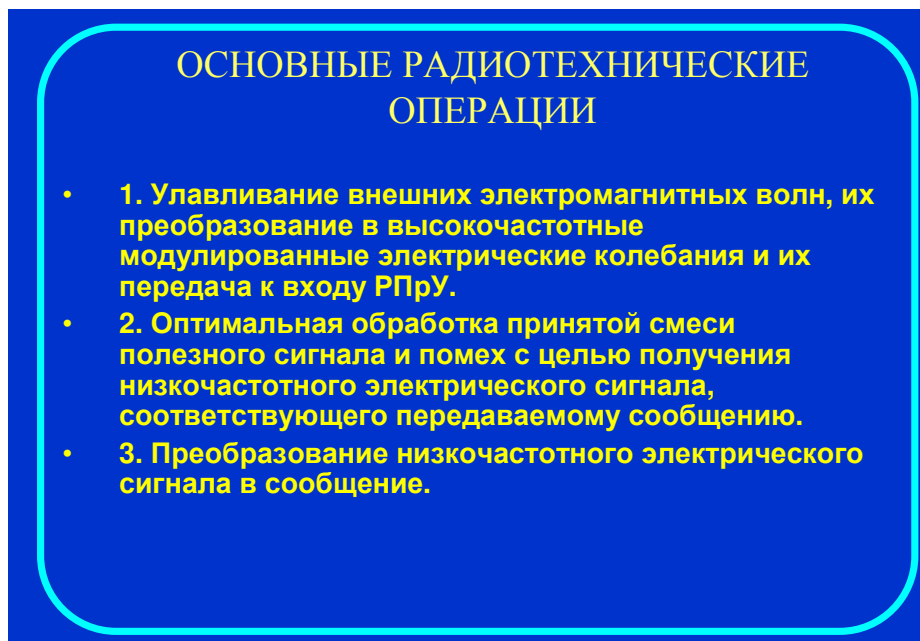 ОСНОВНЫЕ РАДИОТЕХНИЧЕСКИЕ
ОПЕРАЦИИ
• 1. Улавливание внешних электромагнитных волн, их
преобразование в высокочастотные
модулированные электрические колебания и их
передача к входу РПрУ.
• 2. Оптимальная обработка принятой смеси
полезного сигнала и помех с целью получения
низкочастотного электрического сигнала,
соответствующего передаваемому сообщению.
• 3. Преобразование низкочастотного электрического
сигнала в сообщение.